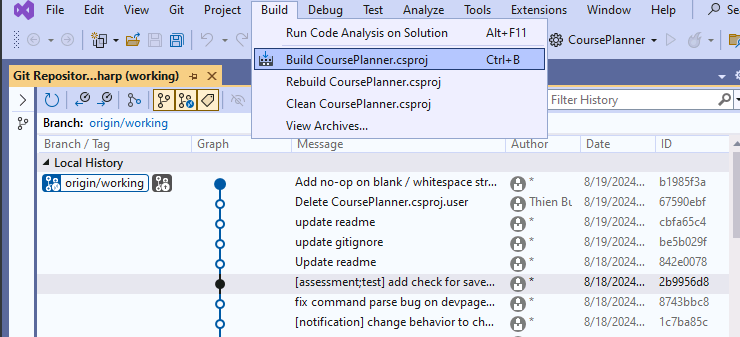 File Edit View Git Project Build Debug Test Analyze Tools Extensions
Run Code Analysis on Solution Alt+F11
Build CoursePlanner.csproj Ctrl+B
Rebuild CoursePlanner.csproj
Clean CoursePlanner.csproj
View Archives...
CoursePlanner
Git Repositor...harp (working)
Filter History
Branch: origin/working
Branch / Tag Graph Message Author Date ID
Local History
origin/working Add no-op on blank / whitespace str... * 8/19/2024... b1985f3a
Delete CoursePlanner.csproj.user Thien Bu 8/19/2024... 67590ebf
update readme * 8/19/2024... cbfa65c4
update gitignore * 8/19/2024... be5b029f
Update readme * 8/18/2024... 842e0078
[assessment;test] add check for save... * 8/18/2024... 2b9956d8
fix command parse bug on devpage... * 8/18/2024... 8743bbc8
[notification] change behavior to ch... * 8/18/2024... 1c7ba85c